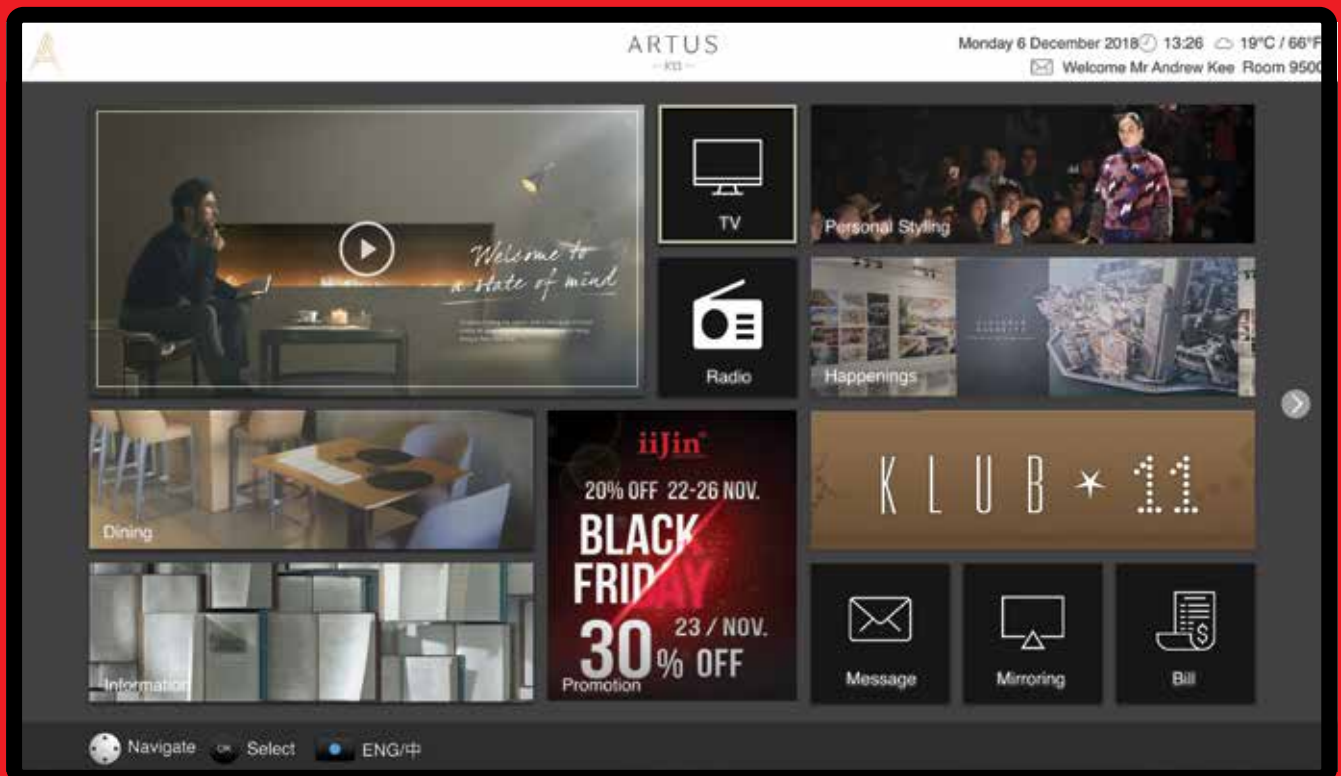 ARTUS
K11
Monday 6 December 2018 13:26 19°C / 66°F
Welcome Mr Andrew Kee Room 9500
Welcome to
a state of mind
TV
Radio
Personal Styling
Happenings
Dining
Information
iiJin
20% OFF 22-26 NOV.
BLACK
FRIDAY
30% OFF
23 / NOV.
Promotion
KLUB ✶ 11
Message
Mirroring
Bill
Navigate
OK
Select
ENG/中